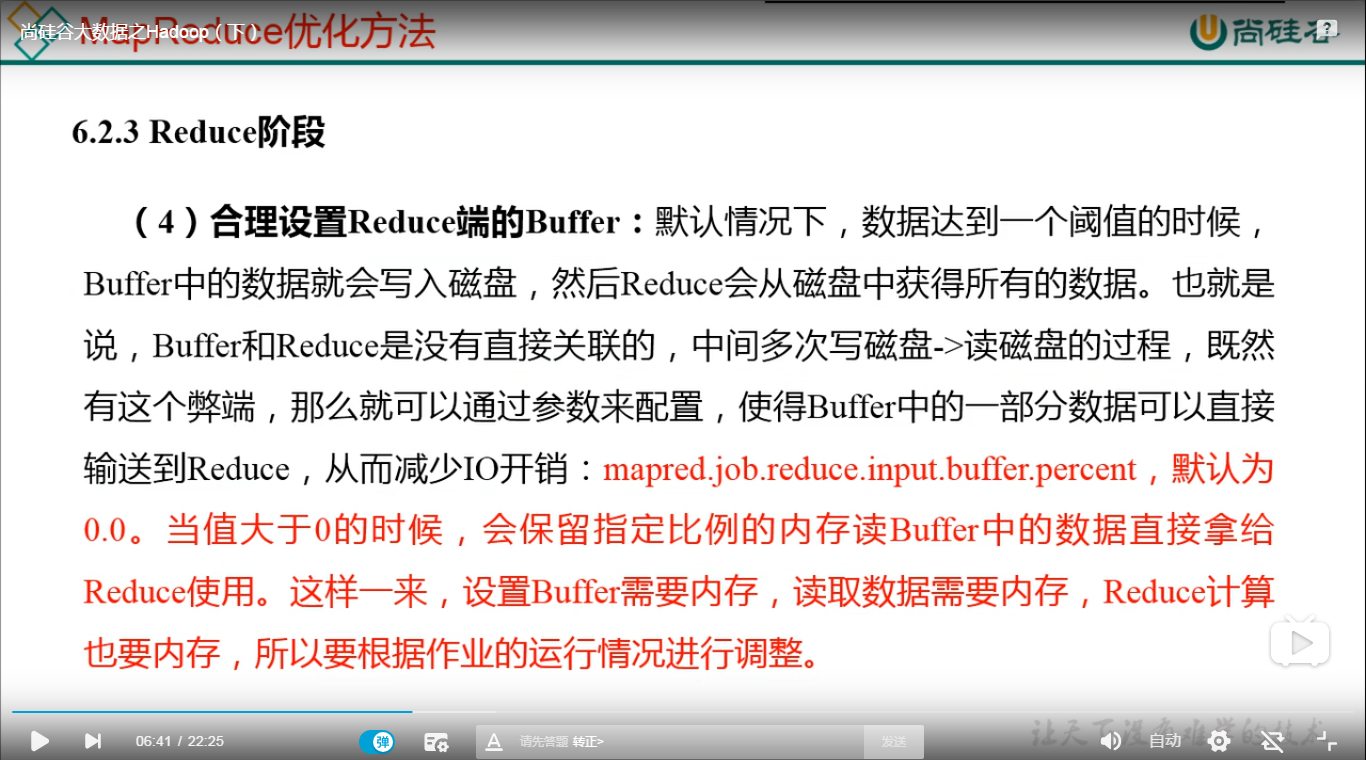 尚硅谷大数据之Hadoop（下）
MapReduce优化方法
尚硅谷
?
6.2.3 Reduce阶段
（4）合理设置Reduce端的Buffer：默认情况下，数据达到一个阈值的时候，
Buffer中的数据就会写入磁盘，然后Reduce会从磁盘中获得所有的数据。也就是
说，Buffer和Reduce是没有直接关联的，中间多次写磁盘->读磁盘的过程，既然
有这个弊端，那么就可以通过参数来配置，使得Buffer中的一部分数据可以直接
输送到Reduce，从而减少IO开销：mapred.job.reduce.input.buffer.percent，默认为
0.0。当值大于0的时候，会保留指定比例的内存读Buffer中的数据直接拿给
Reduce使用。这样一来，设置Buffer需要内存，读取数据需要内存，Reduce计算
也要内存，所以要根据作业的运行情况进行调整。
让天下没有难学的技术
06:41 / 22:25
弹
A
请先答题 转正>
发送
自动